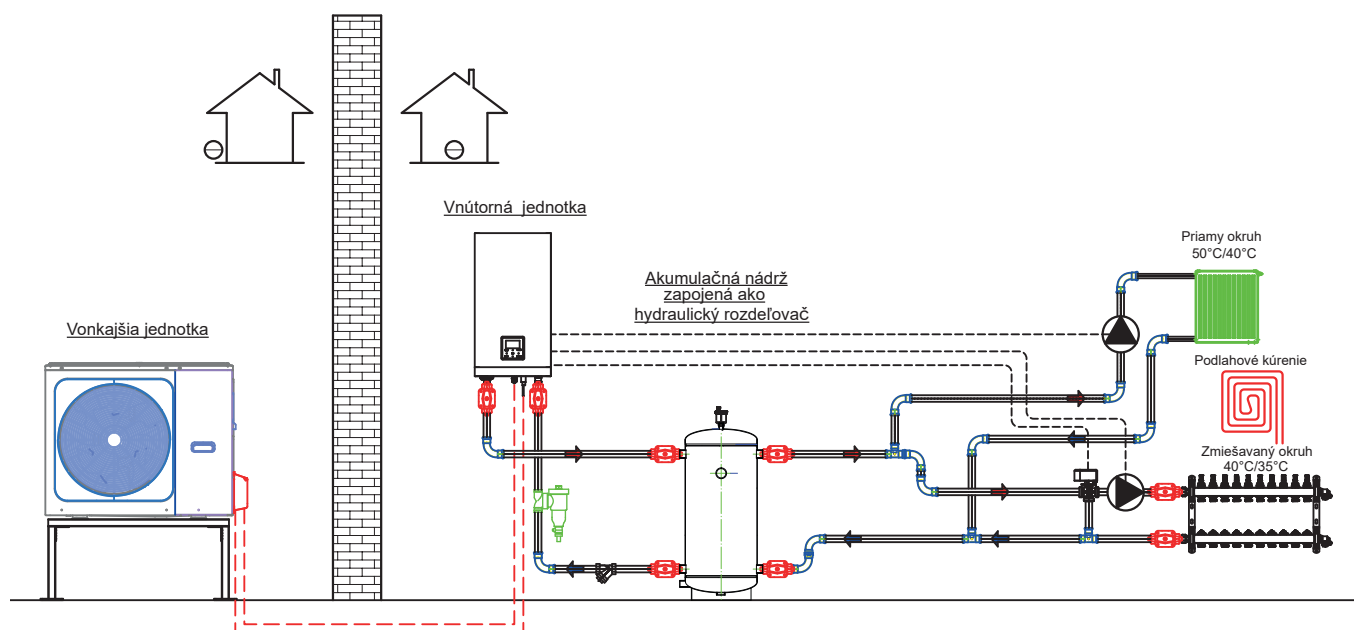 Vnútorná jednotka
Priamy okruh
50°C/40°C
Akumulačná nádrž
zapojená ako
hydraulický rozdeľovač
Vonkajšia jednotka
Podlahové kúrenie
Zmiešavaný okruh
40°C/35°C